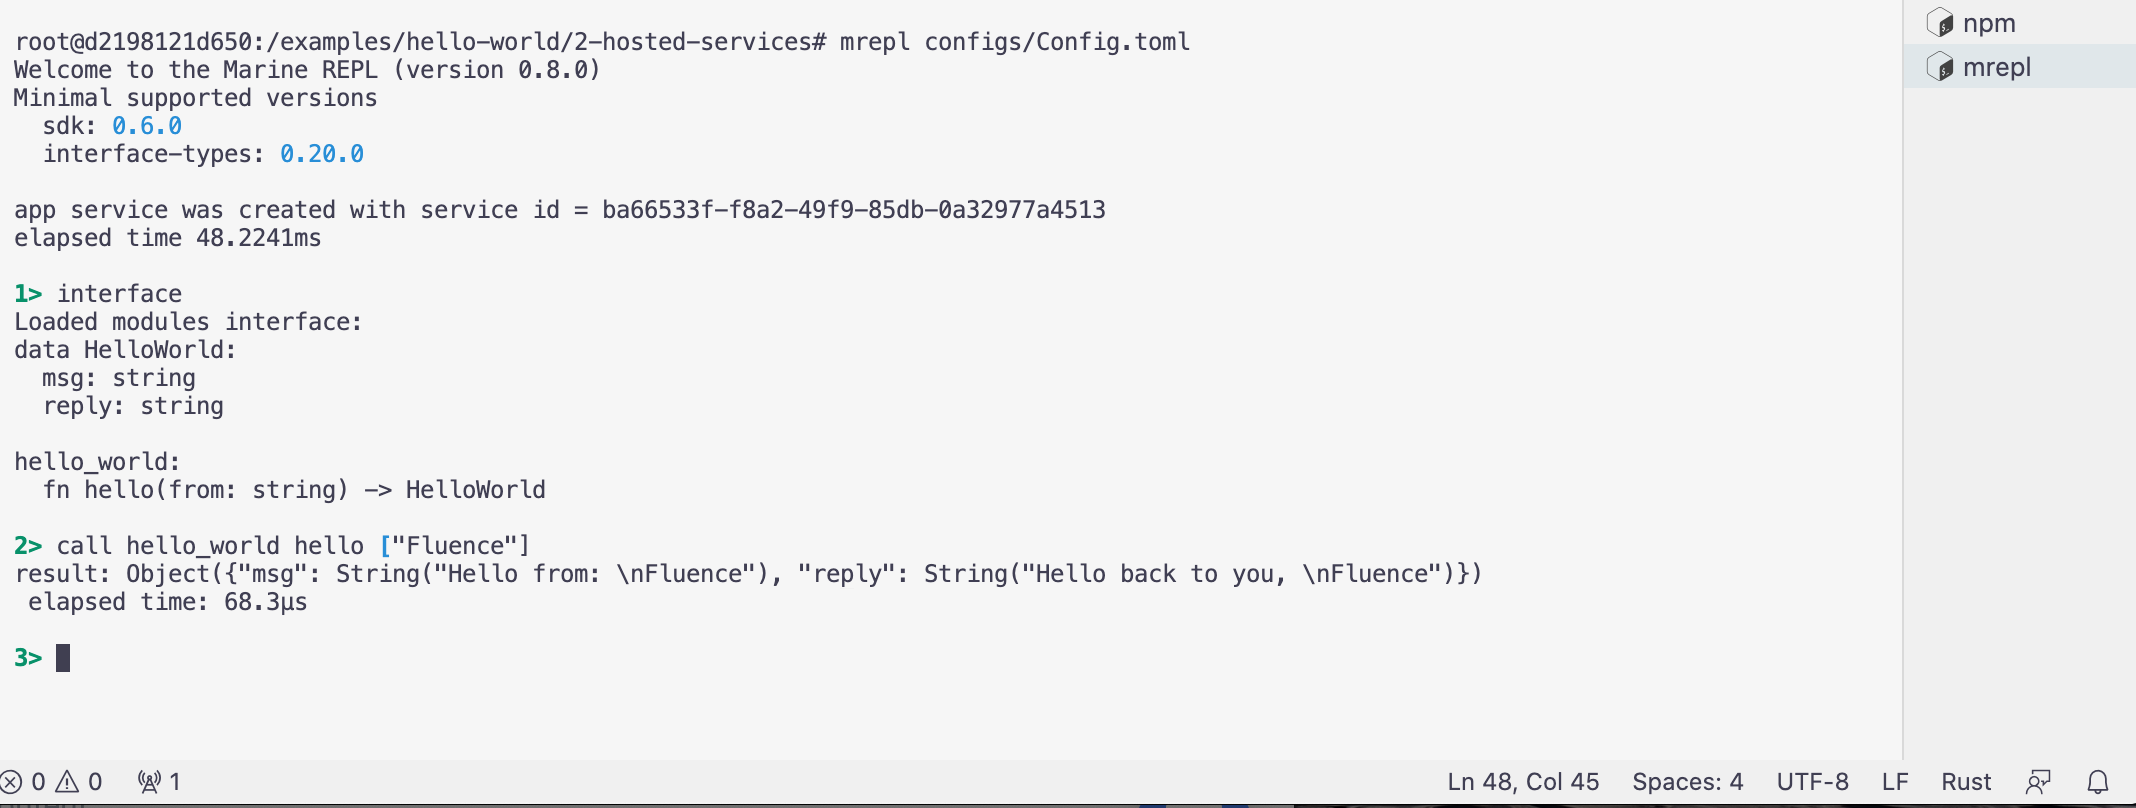 root@d2198121d650:/examples/hello-world/2-hosted-services# mrepl configs/Config.toml
Welcome to the Marine REPL (version 0.8.0)
Minimal supported versions
  sdk: 0.6.0
  interface-types: 0.20.0

app service was created with service id = ba66533f-f8a2-49f9-85db-0a32977a4513
elapsed time 48.2241ms

1> interface
Loaded modules interface:
data HelloWorld:
  msg: string
  reply: string

hello_world:
  fn hello(from: string) -> HelloWorld

2> call hello_world hello ["Fluence"]
result: Object({"msg": String("Hello from: \nFluence"), "reply": String("Hello back to you, \nFluence")})
 elapsed time: 68.3µs

3>
npm
mrepl
0 0 1 Ln 48, Col 45 Spaces: 4 UTF-8 LF Rust